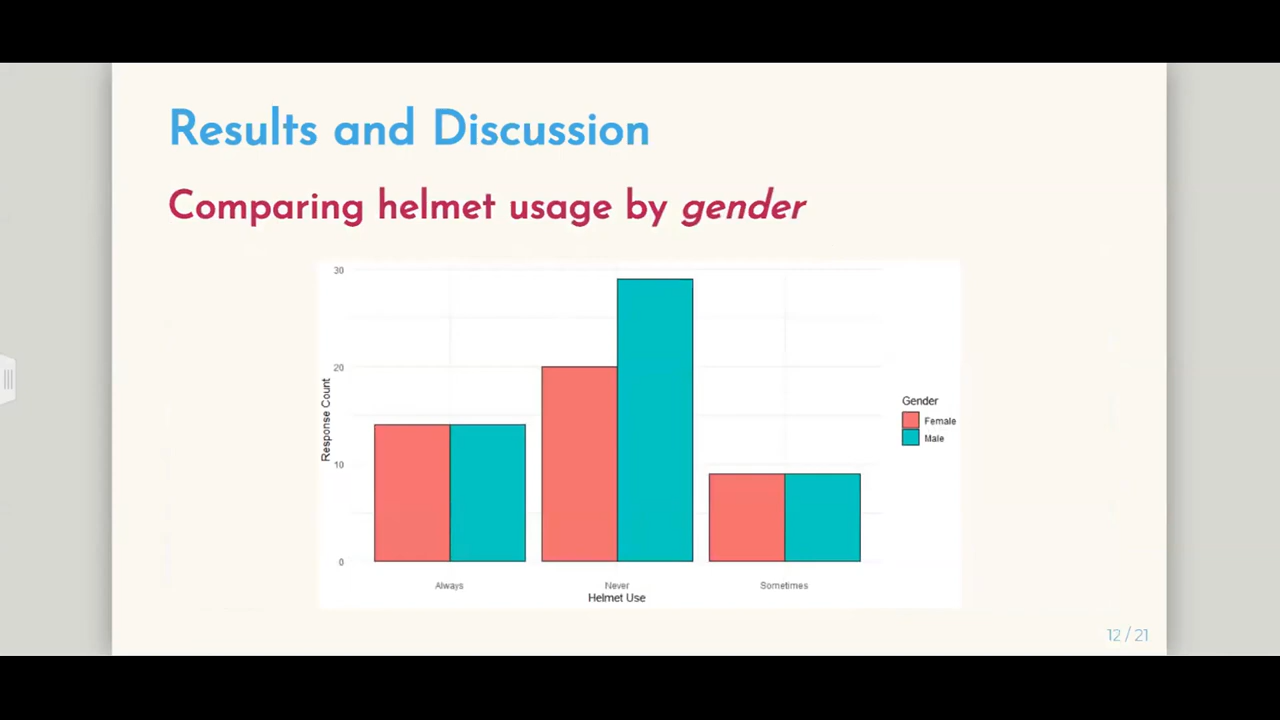 Results and Discussion
Comparing helmet usage by gender
30
20
10
0
Response Count
Always
Never
Sometimes
Helmet Use
Gender
Female
Male
12 / 21